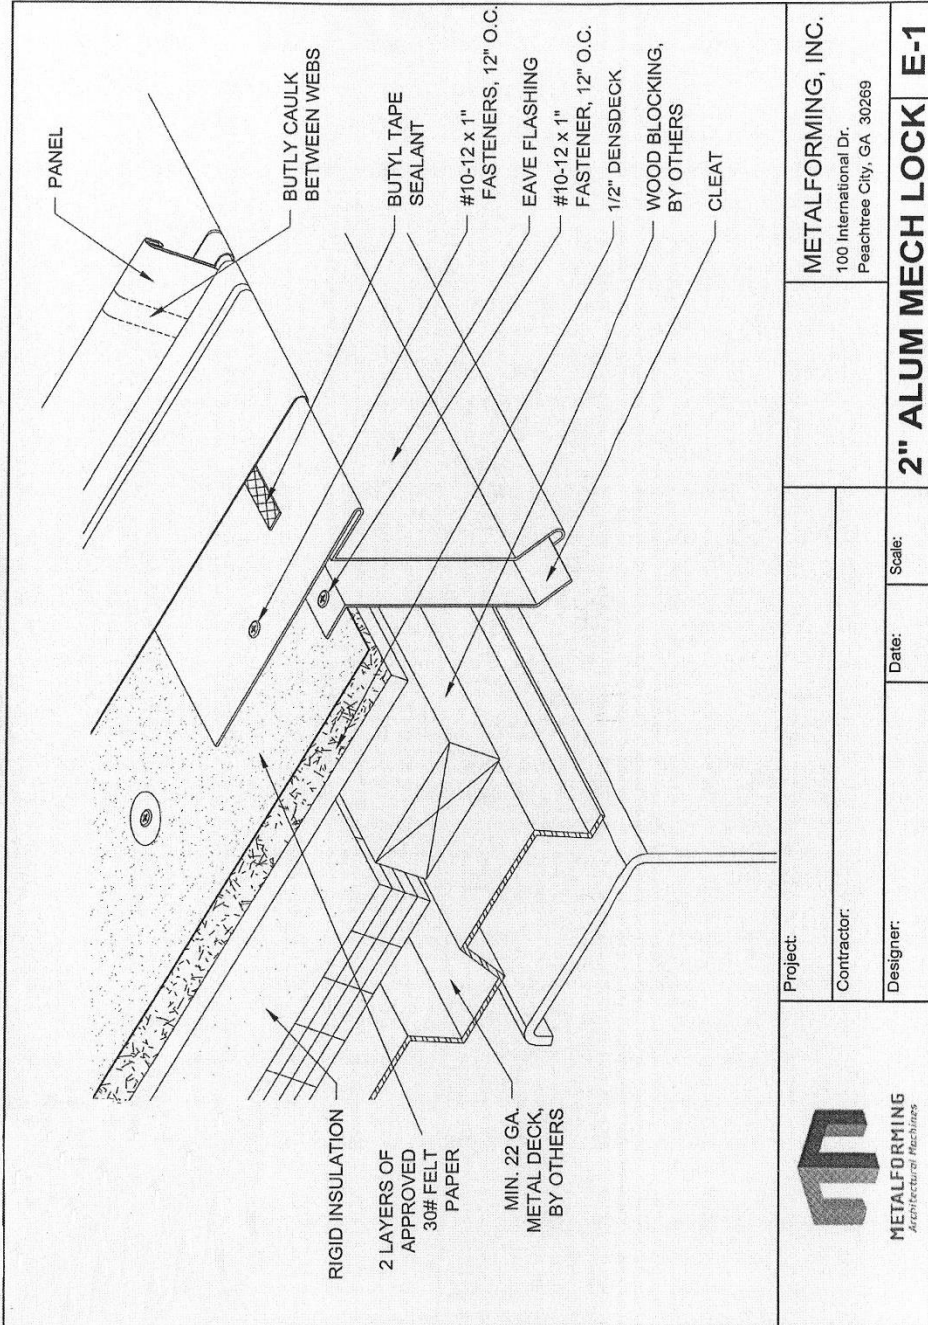 PANEL
BUTLY CAULK
BETWEEN WEBS
BUTYL TAPE
SEALANT
#10-12 x 1"
FASTENERS, 12" O.C.
EAVE FLASHING
#10-12 x 1"
FASTENER, 12" O.C.
1/2" DENSDECK
WOOD BLOCKING,
BY OTHERS
CLEAT
RIGID INSULATION
2 LAYERS OF
APPROVED
30# FELT
PAPER
MIN. 22 GA.
METAL DECK,
BY OTHERS
METALFORMING
Architectural Machines
Project:
Contractor:
Designer:
Date:
Scale:
METALFORMING, INC.
100 International Dr.
Peachtree City, GA 30269
2" ALUM MECH LOCK
E-1